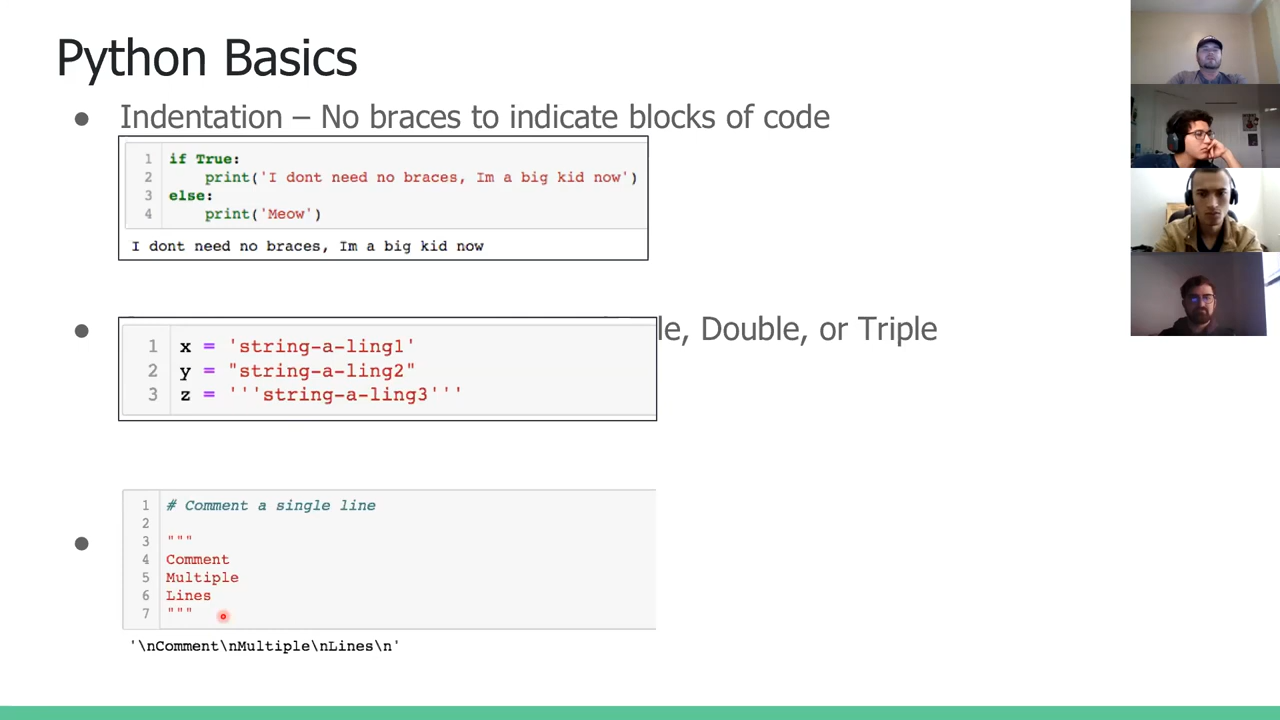 Python Basics
● Indentation – No braces to indicate blocks of code
1 if True:
2 print('I dont need no braces, Im a big kid now')
3 else:
4 print('Meow')
I dont need no braces, Im a big kid now
● le, Double, or Triple
1 x = 'string-a-ling1'
2 y = "string-a-ling2"
3 z = '''string-a-ling3'''
●
1 # Comment a single line
2
3 """
4 Comment
5 Multiple
6 Lines
7 """
'\nComment\nMultiple\nLines\n'